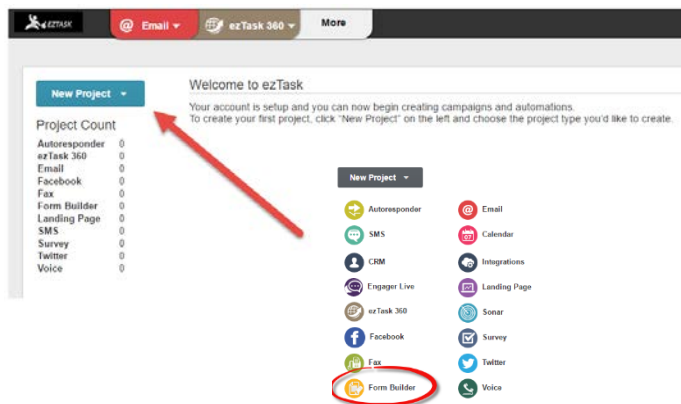 EZTASK
@ Email
ezTask 360
More
New Project
Welcome to ezTask
Your account is setup and you can now begin creating campaigns and automations.
To create your first project, click "New Project" on the left and choose the project type you'd like to create.
Project Count
Autoresponder 0
ezTask 360 0
Email 0
Facebook 0
Fax 0
Form Builder 0
Landing Page 0
SMS 0
Survey 0
Twitter 0
Voice 0
New Project
Autoresponder
@ Email
SMS
07 Calendar
CRM
Integrations
Engager Live
Landing Page
ezTask 360
Sonar
f Facebook
Survey
Fax
Twitter
Form Builder
Voice